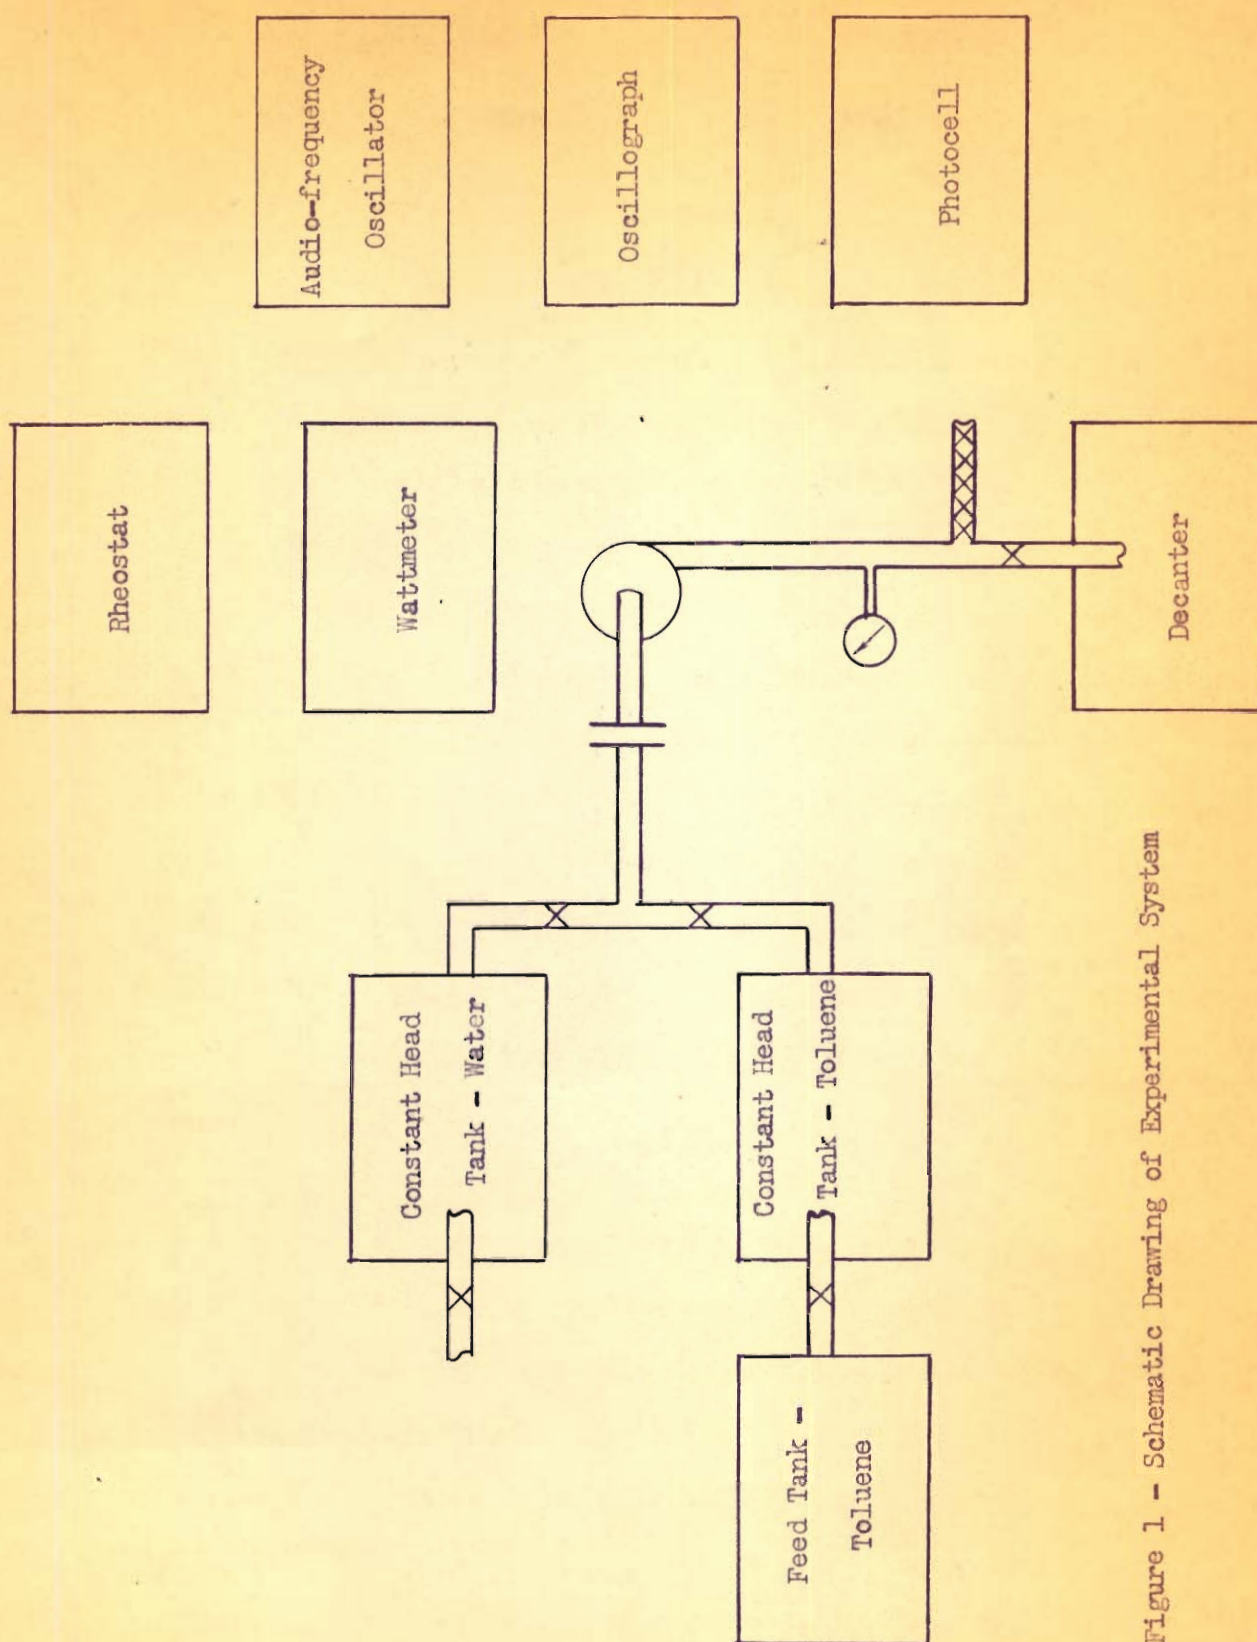 Rheostat
Audio-frequency
Oscillator
Wattmeter
Oscillograph
Photocell
Constant Head
Tank - Water
Constant Head
Tank - Toluene
Feed Tank -
Toluene
Decanter
Figure 1 - Schematic Drawing of Experimental System